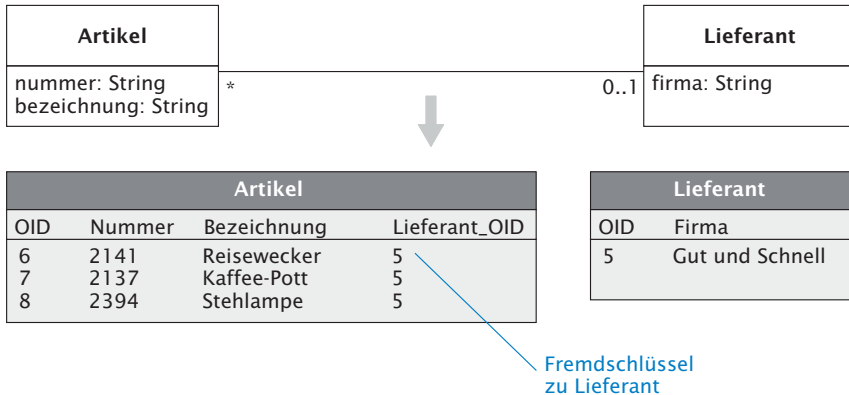 Artikel
Lieferant
nummer: String
bezeichnung: String
*
0..1
firma: String
Artikel
OID Nummer Bezeichnung Lieferant_OID
6 2141 Reisewecker 5
7 2137 Kaffee-Pott 5
8 2394 Stehlampe 5
Lieferant
OID Firma
5 Gut und Schnell
Fremdschlüssel
zu Lieferant